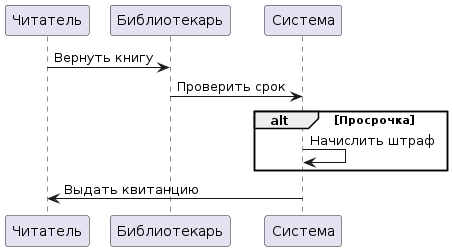 Читатель
Библиотекарь
Система
Вернуть книгу
Проверить срок
alt
[Просрочка]
Начислить штраф
Выдать квитанцию
Читатель
Библиотекарь
Система